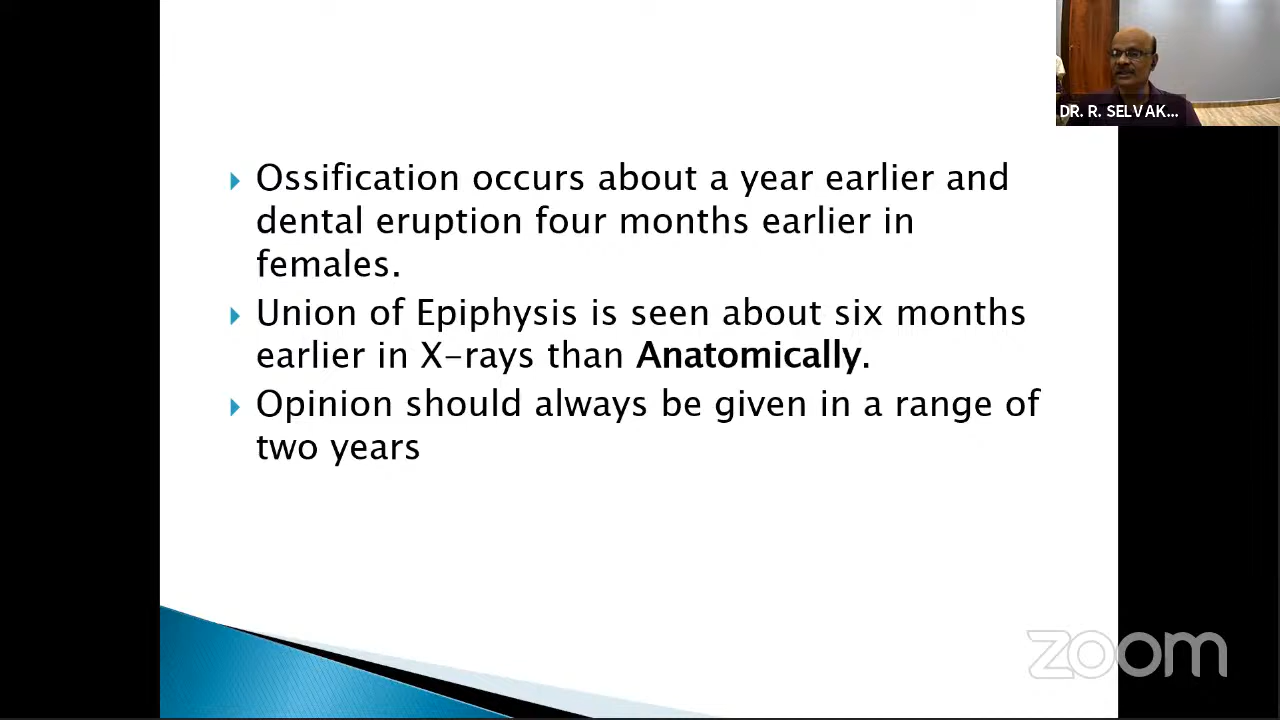 DR. R. SELVAK...
Ossification occurs about a year earlier and
dental eruption four months earlier in
females.
Union of Epiphysis is seen about six months
earlier in X-rays than Anatomically.
Opinion should always be given in a range of
two years
zoom